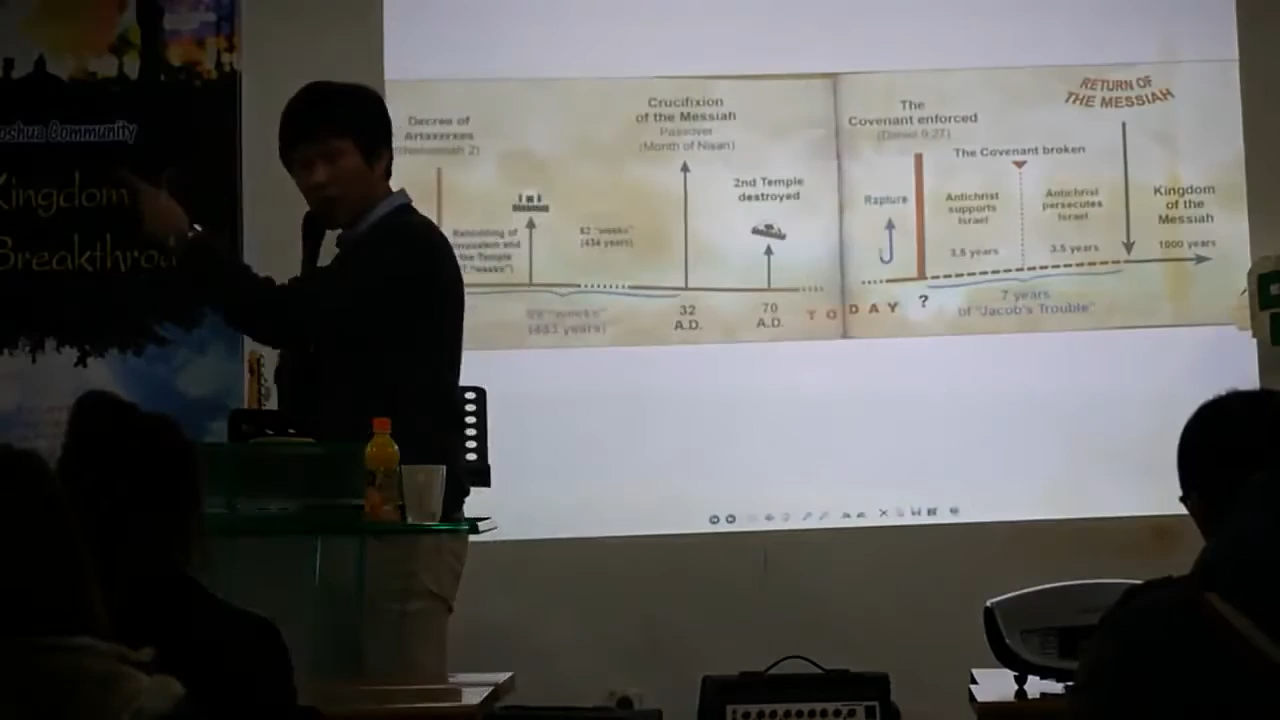 oshua Community
Kingdom
Breakthrou
Decree of
Artaxerxes
(Nehemiah 2)
Rebuilding of
Jerusalem and
the Temple
62 "weeks"
(434 years)
69 "weeks"
(483 years)
Crucifixion
of the Messiah
Passover
(Month of Nisan)
32
A.D.
2nd Temple
destroyed
70
A.D.
TODAY
?
The
Covenant enforced
(Daniel 9:27)
Rapture
The Covenant broken
Antichrist
supports
Israel
3.5 years
Antichrist
persecutes
Israel
3.5 years
7 years
of "Jacob's Trouble"
RETURN OF
THE MESSIAH
Kingdom
of the
Messiah
1000 years